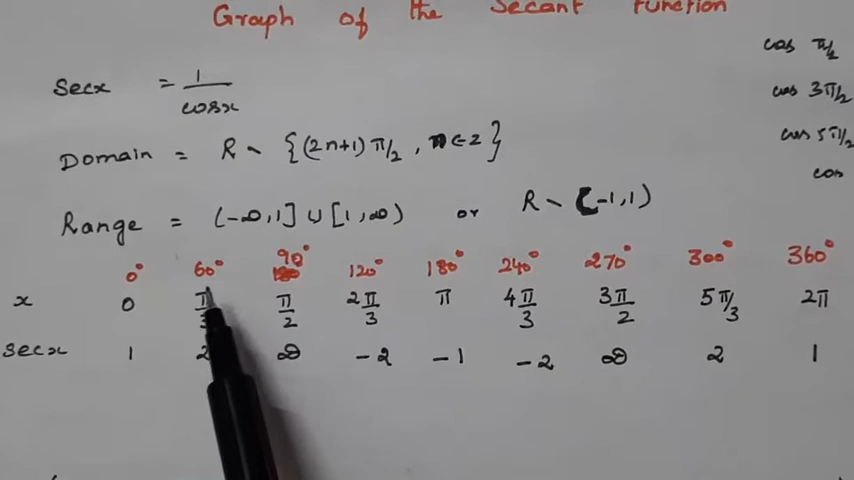 Graph of the Secant Function
cos π/2
secx = 1/cosx
cos 3π/2
cos 5π/2
Domain = R ∖ {(2n+1) π/2 , n ∈ z}
cos
Range = (-∞,1] ∪ [1,∞) or R ∖ (-1,1)
0° 60° 90° 120° 180° 240° 270° 300° 360°
x 0 π/3 π/2 2π/3 π 4π/3 3π/2 5π/3 2π
secx 1 2 ∞ -2 -1 -2 ∞ 2 1